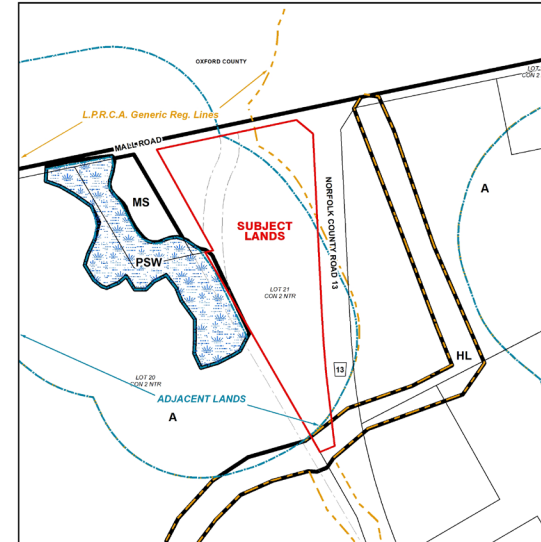 OXFORD COUNTY
LOT
CON 2
L.P.R.C.A. Generic Reg. Lines
MALL ROAD
MS
A
NORFOLK COUNTY ROAD 13
SUBJECT
LANDS
PSW
LOT 21
CON 2 NTR
HL
13
LOT 20
CON 2 NTR
ADJACENT LANDS
A